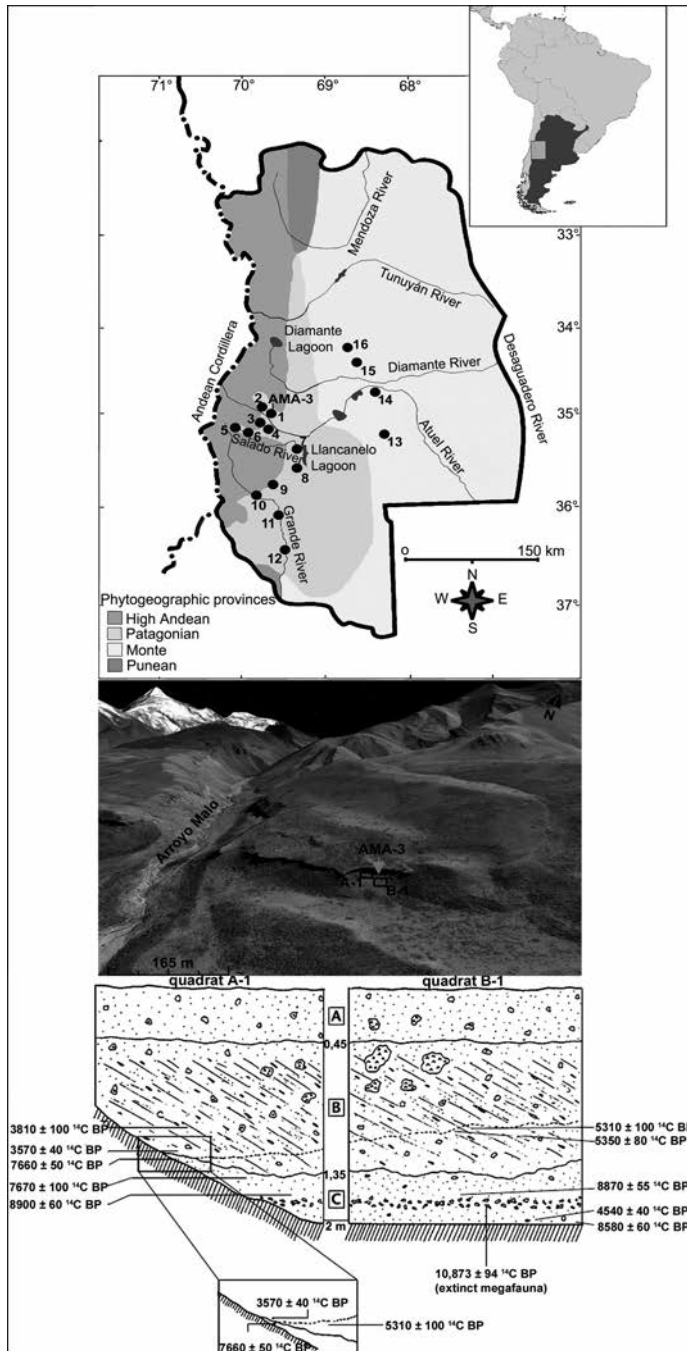 71° 70° 69° 68°
33°
34°
35°
36°
37°
Mendoza River
Tunuyán River
Diamante
Lagoon
Diamante River
Desaguadero River
Andean Cordillera
Atuel River
16
15
14
13
2 AMA-3
3 1
5 6 4
Salado River
7
Llancanelo
Lagoon
8
9
10
11
12
Grande River
0 150 km
N
W E
S
Phytogeographic provinces
High Andean
Patagonian
Monte
Punean
N
Arroyo Malo
AMA-3
A-1
B-1
165 m
quadrat A-1 quadrat B-1
A
0,45
B
3810 ± 100 ¹⁴C BP
3570 ± 40 ¹⁴C BP
7660 ± 50 ¹⁴C BP
7670 ± 100 ¹⁴C BP
8900 ± 60 ¹⁴C BP
1,35
C
2 m
5310 ± 100 ¹⁴C BP
5350 ± 80 ¹⁴C BP
8870 ± 55 ¹⁴C BP
4540 ± 40 ¹⁴C BP
8580 ± 60 ¹⁴C BP
10,873 ± 94 ¹⁴C BP
(extinct megafauna)
3570 ± 40 ¹⁴C BP
5310 ± 100 ¹⁴C BP
7660 ± 50 ¹⁴C BP